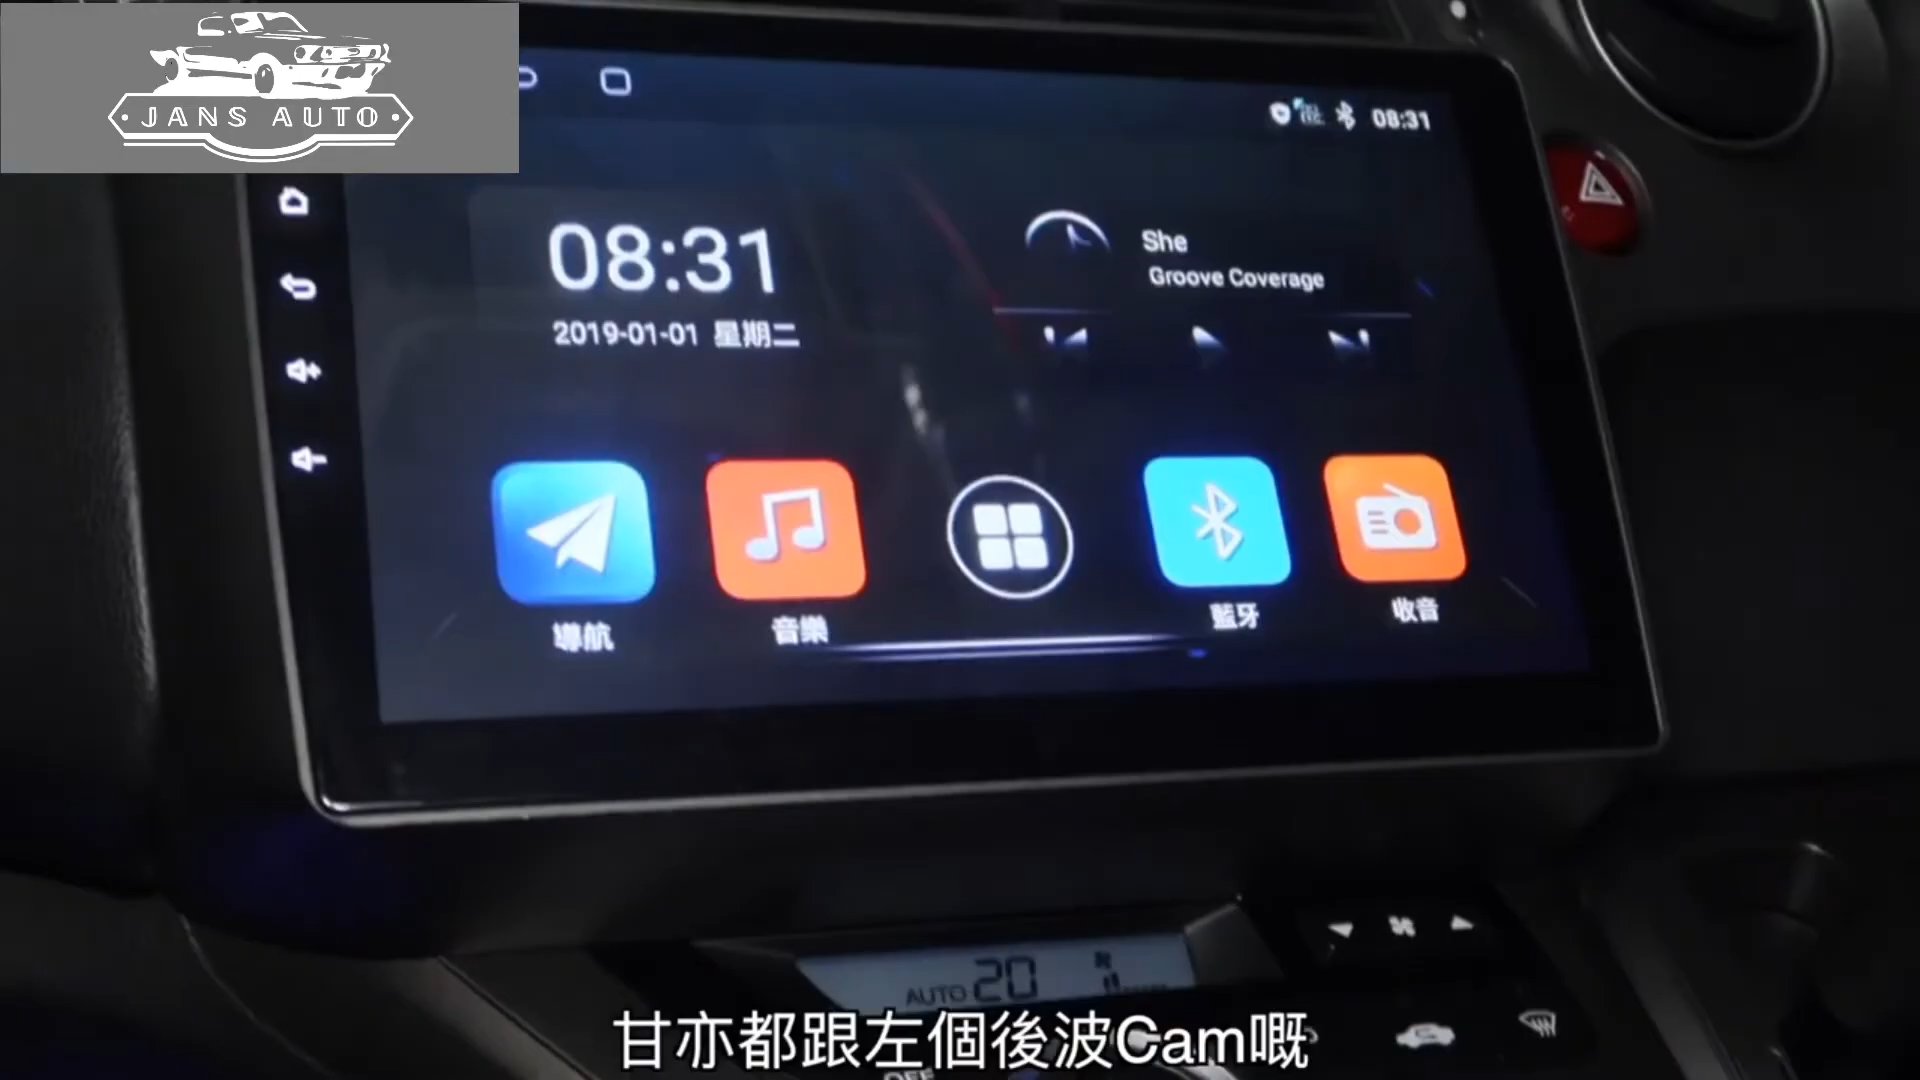 JANS AUTO
08:31
08:31
2019-01-01 星期二
She
Groove Coverage
導航
音樂
藍牙
收音
AUTO 20
甘亦都跟左個後波Cam嘅
OFF